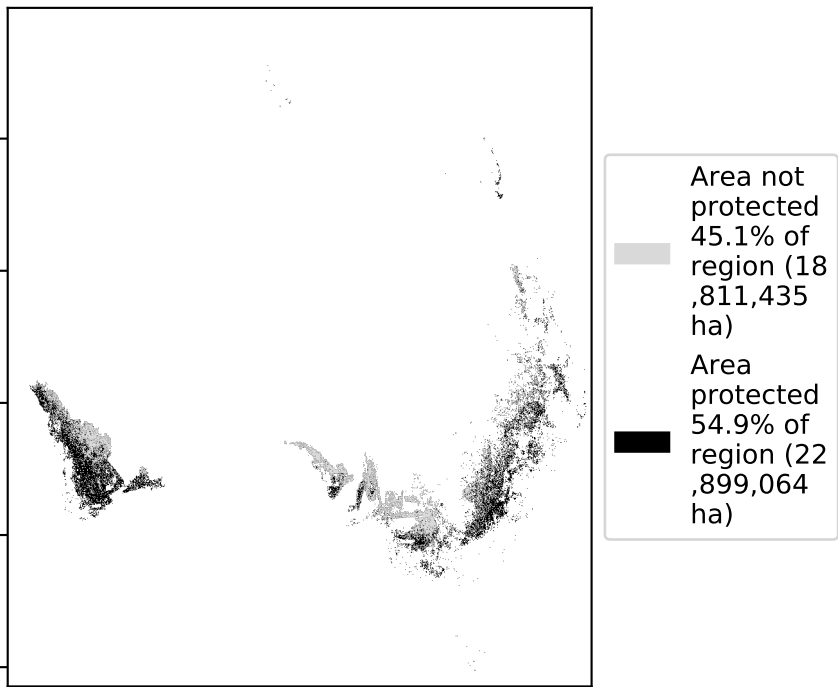 Area not
protected
45.1% of
region (18
,811,435
ha)
Area
protected
54.9% of
region (22
,899,064
ha)